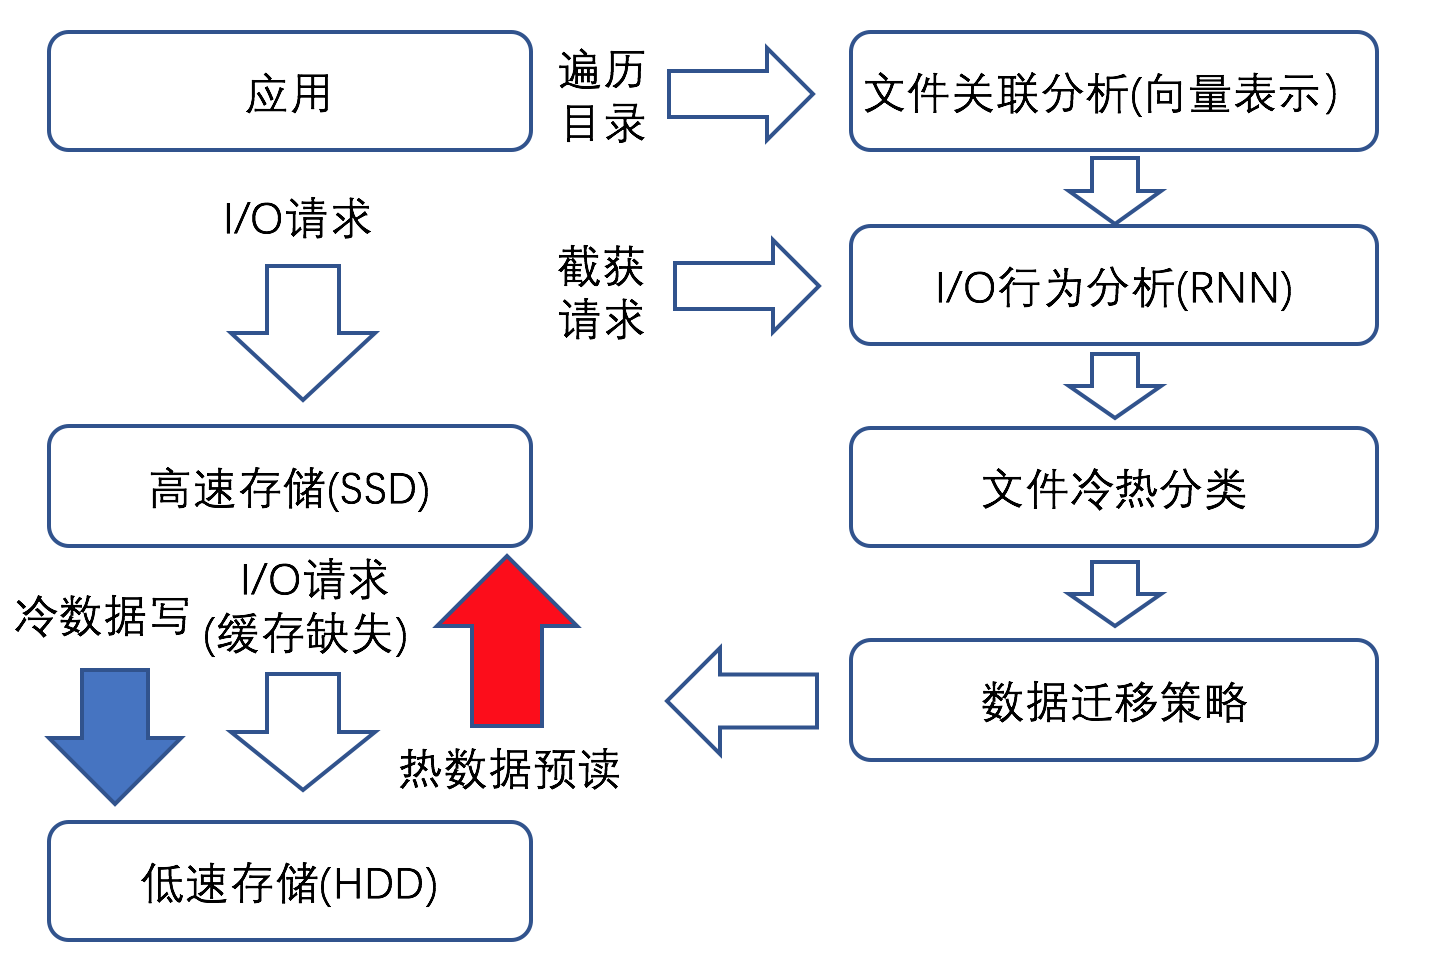 应用
遍历
目录
文件关联分析(向量表示）
I/O请求
截获
请求
I/O行为分析(RNN)
高速存储(SSD)
文件冷热分类
冷数据写
I/O请求
(缓存缺失)
热数据预读
数据迁移策略
低速存储(HDD)